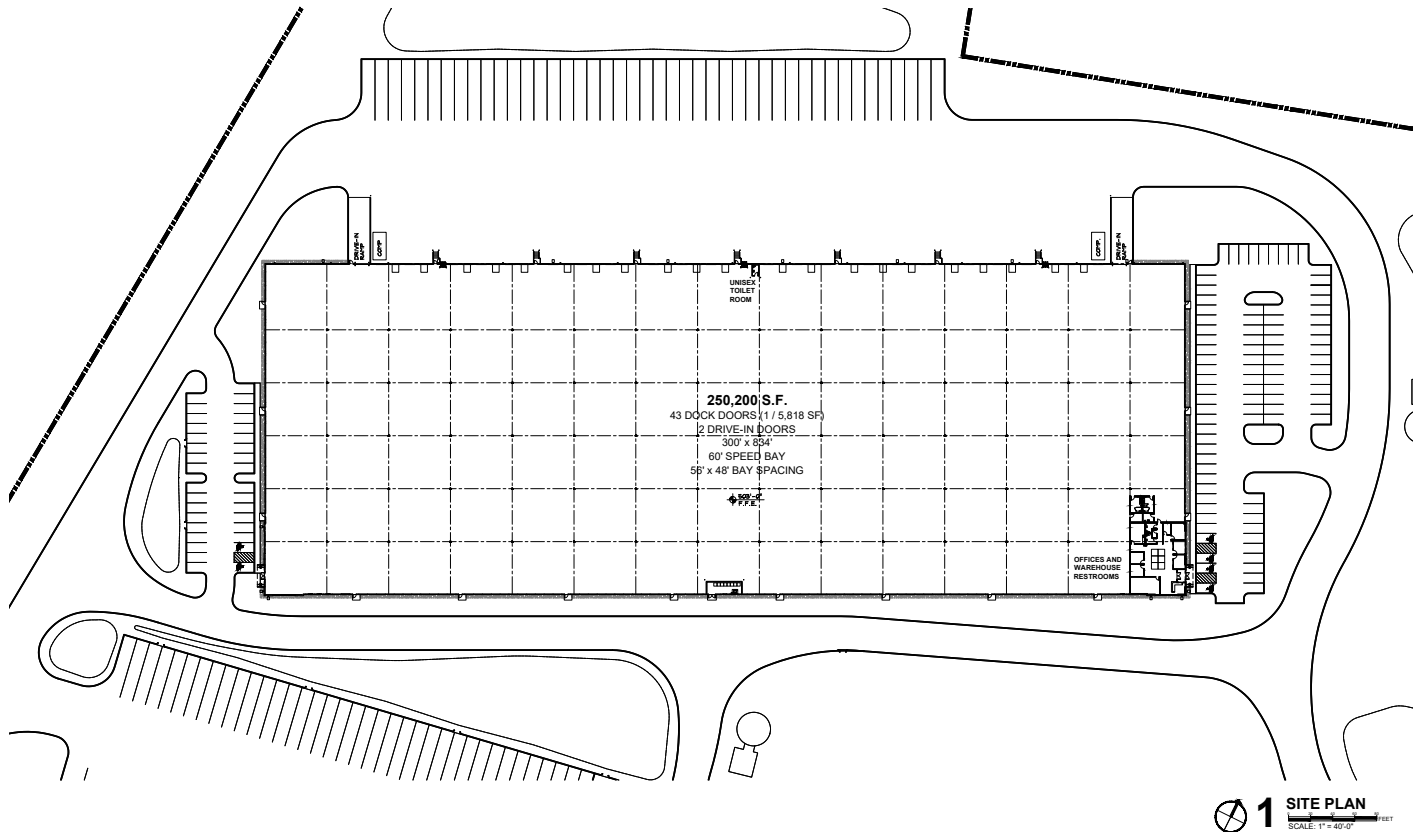 DRIVE-IN
RAMP
COMP.
COMP.
DRIVE-IN
RAMP
UNISEX
TOILET
ROOM
250,200 S.F.
43 DOCK DOORS (1 / 5,818 SF)
2 DRIVE-IN DOORS
300' x 834'
60' SPEED BAY
56' x 48' BAY SPACING
F.F.E.
OFFICES AND
WAREHOUSE
RESTROOMS
1 SITE PLAN
FEET
SCALE: 1" = 40'-0"